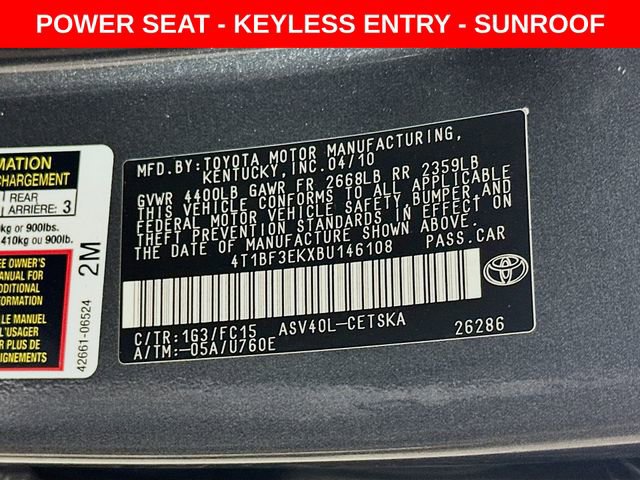 POWER SEAT - KEYLESS ENTRY - SUNROOF
MFD.BY:TOYOTA MOTOR MANUFACTURING,
KENTUCKY,INC.04/10
GVWR 4400LB GAWR FR 2668LB RR 2359LB
THIS VEHICLE CONFORMS TO ALL APPLICABLE
FEDERAL MOTOR VEHICLE SAFETY,BUMPER,AND
THEFT PREVENTION STANDARDS IN EFFECT ON
THE DATE OF MANUFACTURE SHOWN ABOVE.
4T1BF3EKXBU146108 PASS.CAR
C/TR:1G3/FC15 ASV40L-CETSKA 26286
A/TM:-05A/U760E
MATION
CHARGEMENT
REAR
ARRIÈRE: 3
kg or 900lbs.
410kg ou 900lb.
2M
42661-06524
E OWNER'S
ADDITIONAL
MATION
LE MANUEL
L'USAGER
PLUS DE
IGNEMENTS